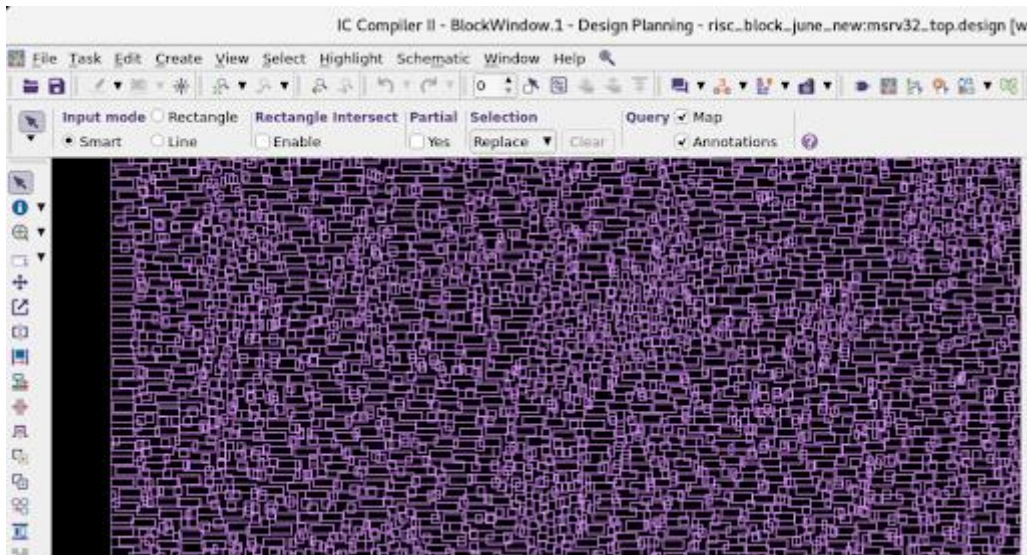 IC Compiler II - BlockWindow.1 - Design Planning - risc_block_june_new:msrv32_top.design [w
File Task Edit Create View Select Highlight Schematic Window Help
0
Input mode Rectangle Rectangle Intersect Partial Selection Query Map
Smart Line Enable Yes Replace Clear Annotations